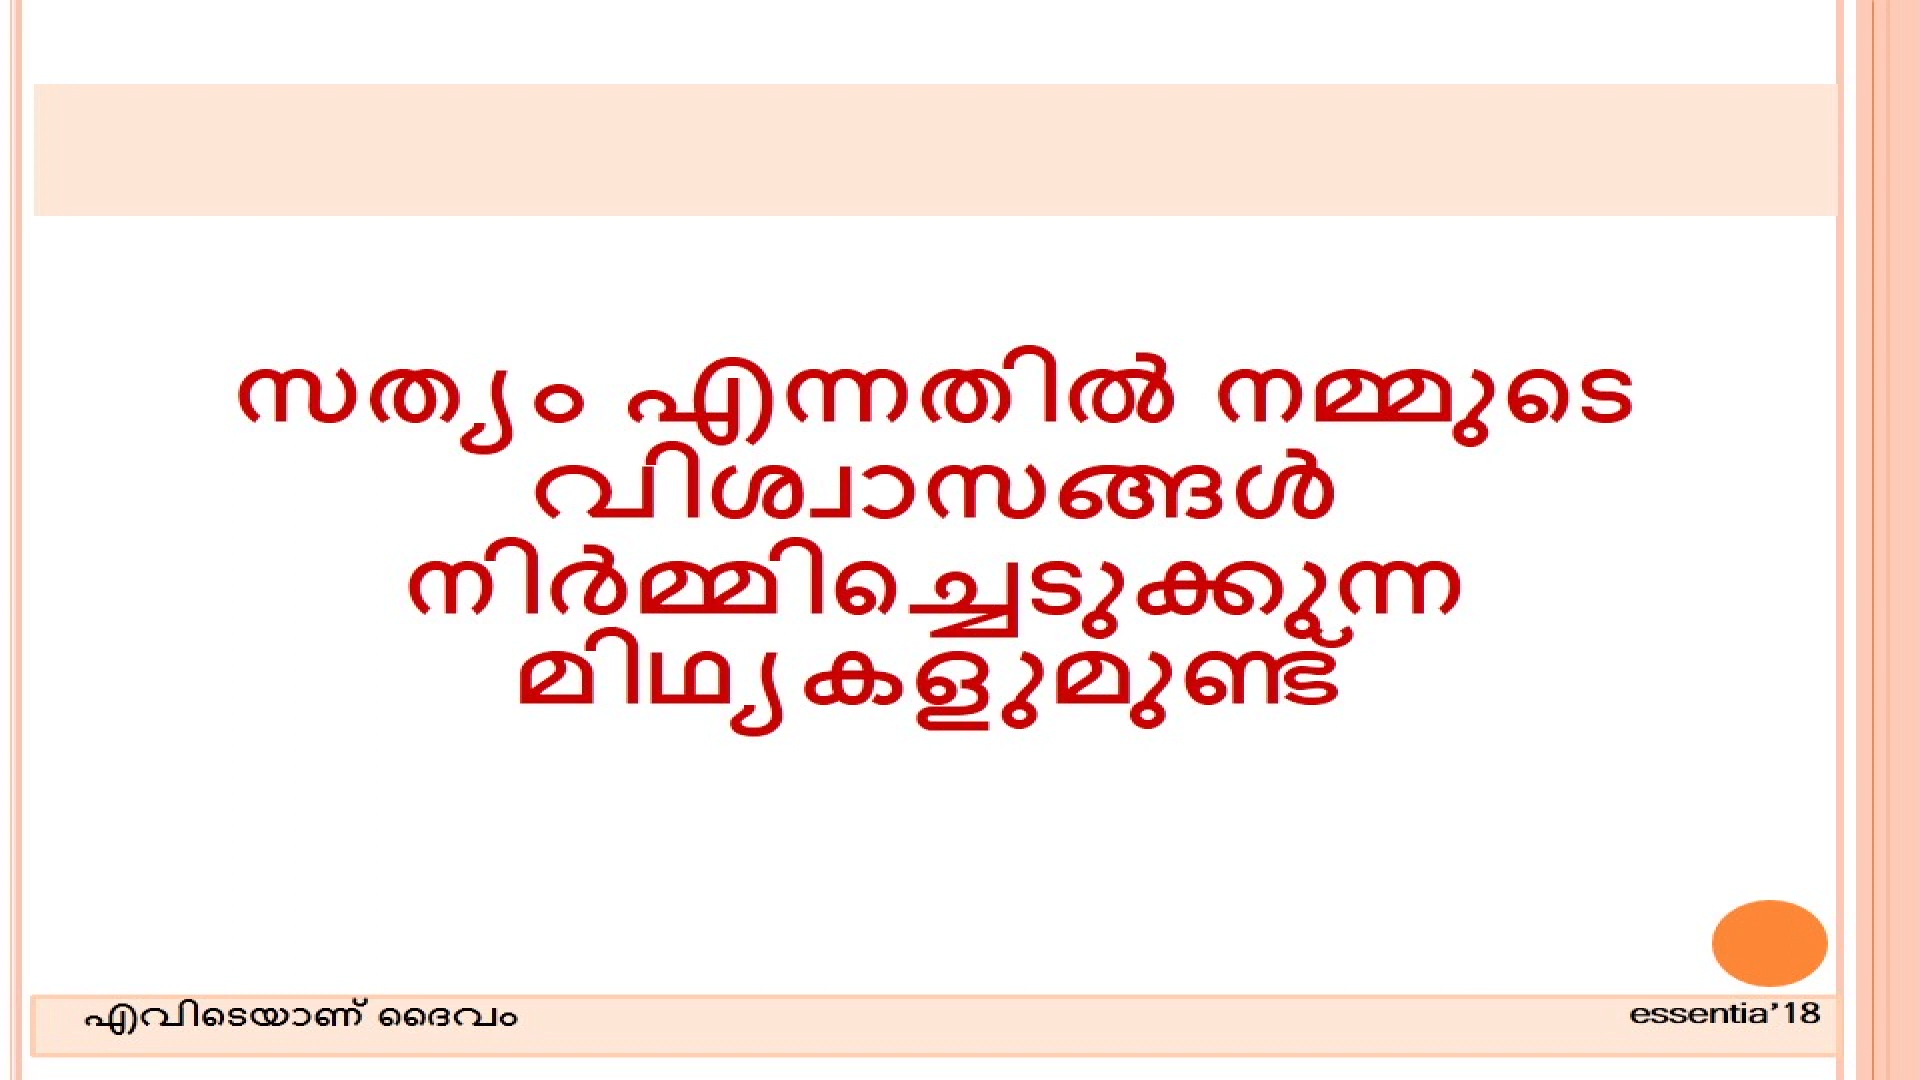 സത്യം എന്നതിൽ നമ്മുടെ
വിശ്വാസങ്ങൾ
നിർമ്മിച്ചെടുക്കുന്ന
മിഥ്യകളുമുണ്ട്
എവിടെയാണ് ദൈവം
essentia'18